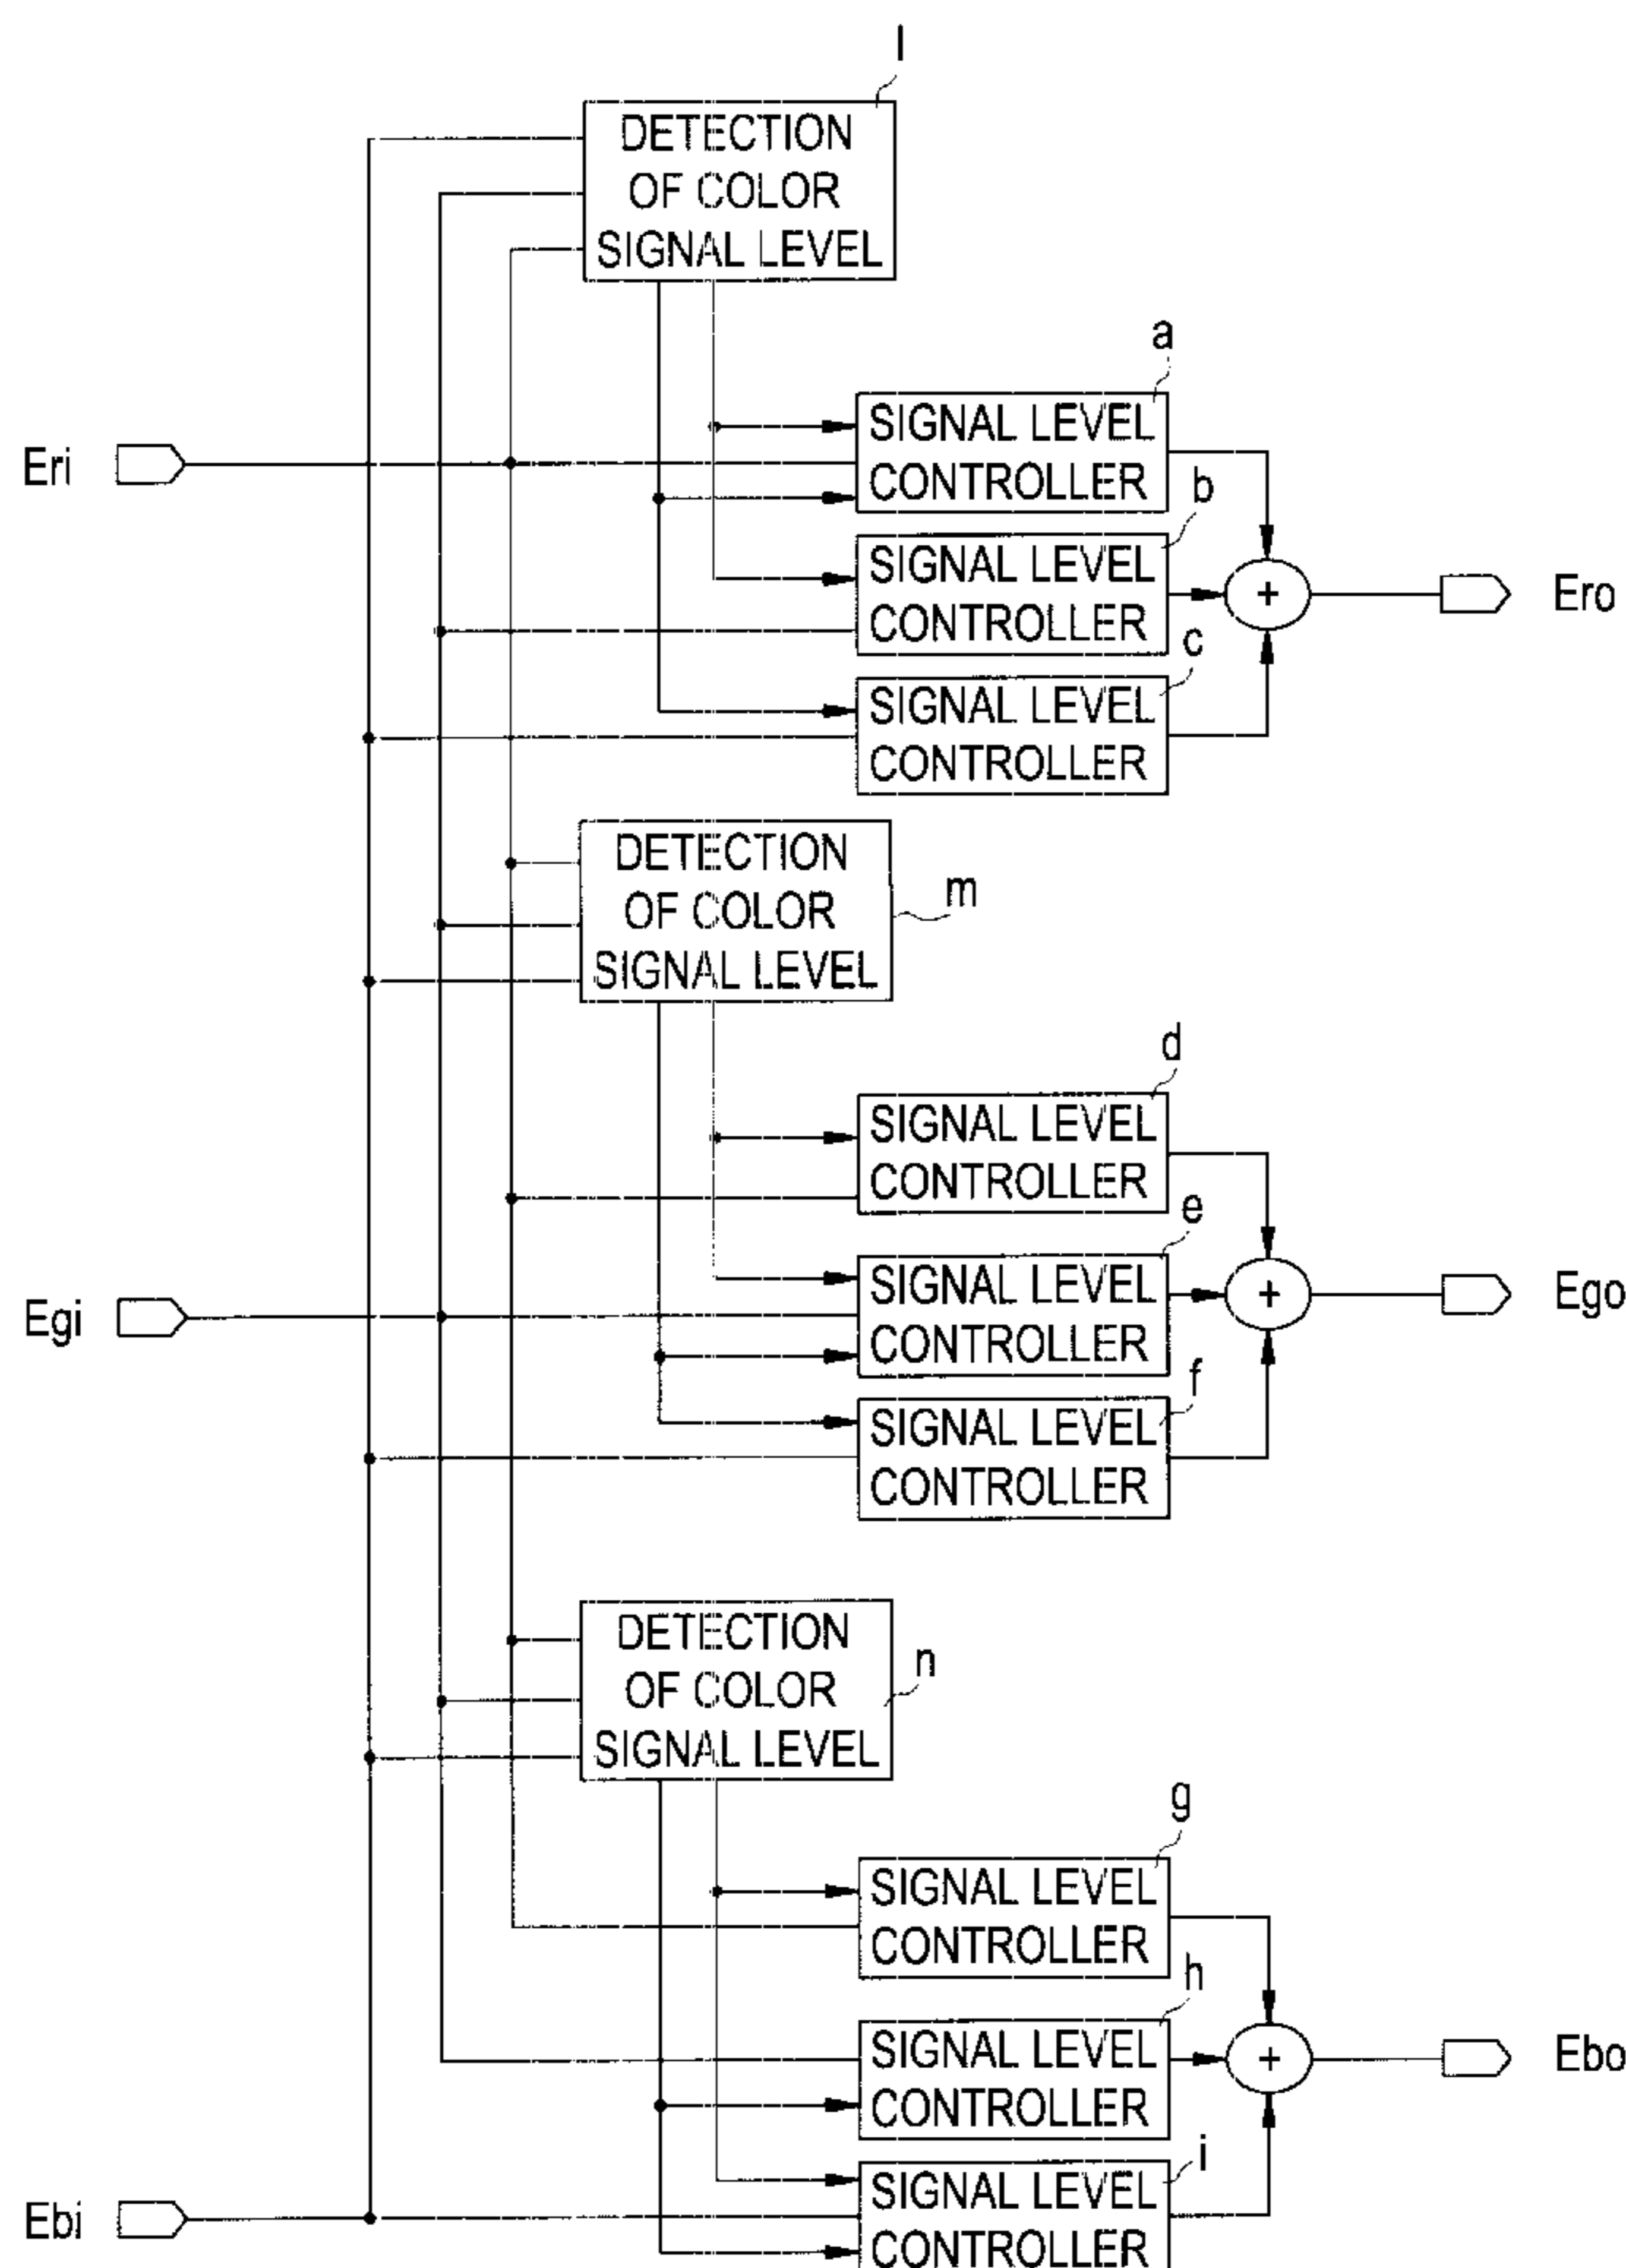 l
DETECTION
OF COLOR
SIGNAL LEVEL
a
SIGNAL LEVEL
CONTROLLER
Eri
b
SIGNAL LEVEL
CONTROLLER
+
Ero
c
SIGNAL LEVEL
CONTROLLER
DETECTION
OF COLOR
SIGNAL LEVEL
m
d
SIGNAL LEVEL
CONTROLLER
e
SIGNAL LEVEL
CONTROLLER
Egi
+
Ego
f
SIGNAL LEVEL
CONTROLLER
DETECTION
OF COLOR
SIGNAL LEVEL
n
g
SIGNAL LEVEL
CONTROLLER
h
SIGNAL LEVEL
CONTROLLER
+
Ebo
i
SIGNAL LEVEL
CONTROLLER
Ebi